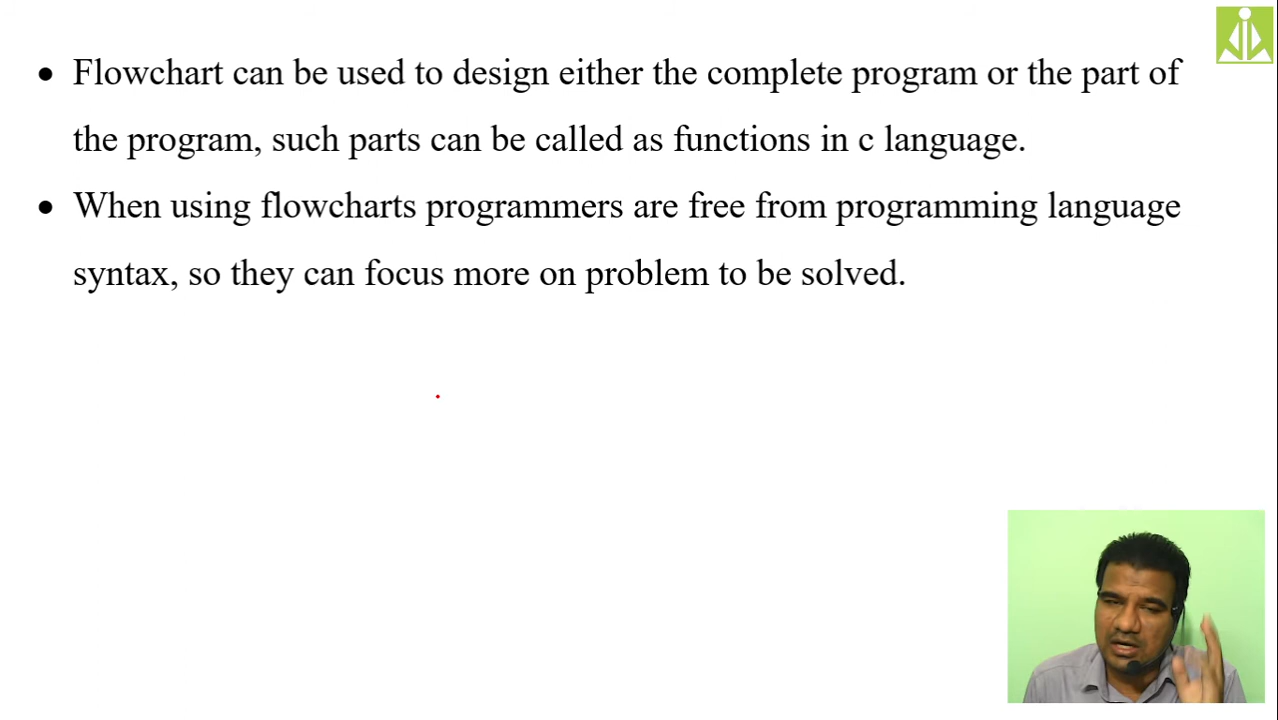 • Flowchart can be used to design either the complete program or the part of
the program, such parts can be called as functions in c language.
• When using flowcharts programmers are free from programming language
syntax, so they can focus more on problem to be solved.